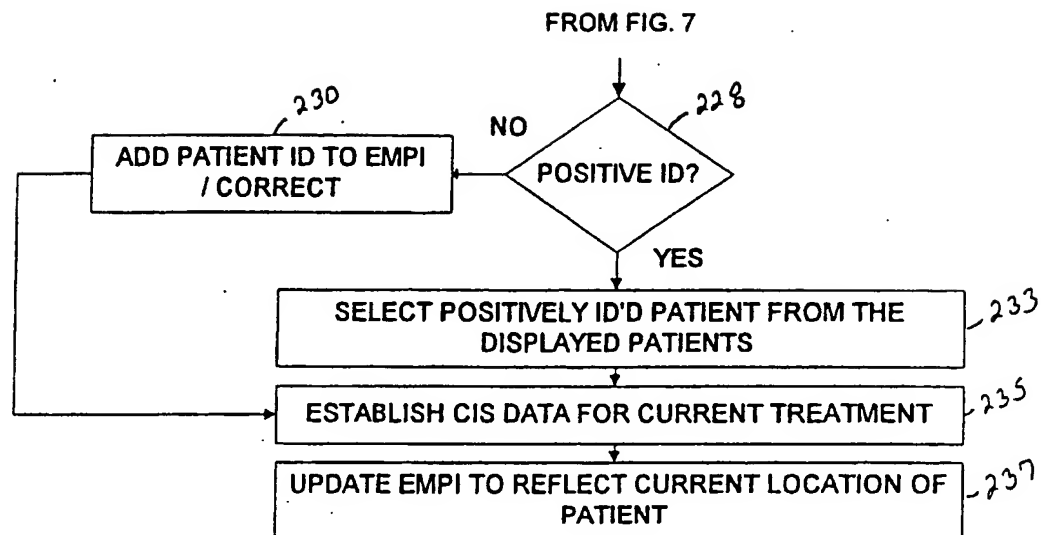 FROM FIG. 7
228
POSITIVE ID?
NO
230
ADD PATIENT ID TO EMPI
/ CORRECT
YES
SELECT POSITIVELY ID'D PATIENT FROM THE
DISPLAYED PATIENTS
233
ESTABLISH CIS DATA FOR CURRENT TREATMENT
235
UPDATE EMPI TO REFLECT CURRENT LOCATION OF
PATIENT
237